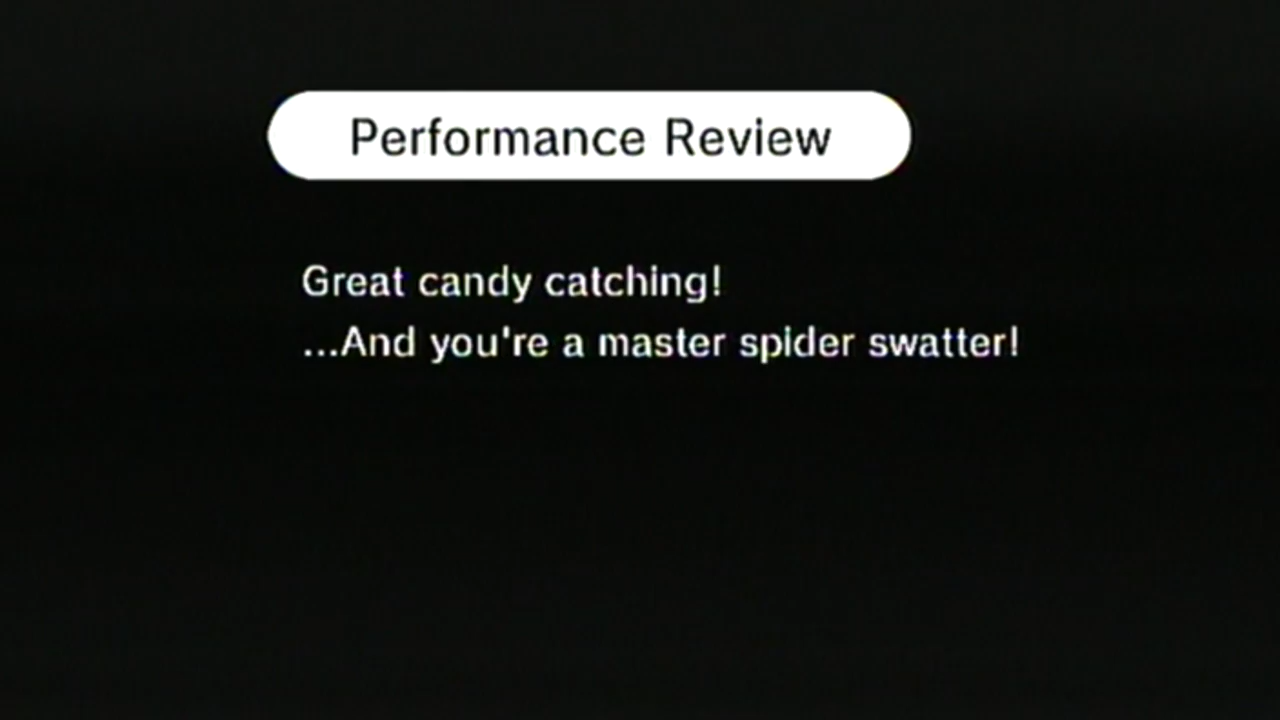 Performance Review
Great candy catching!
...And you're a master spider swatter!